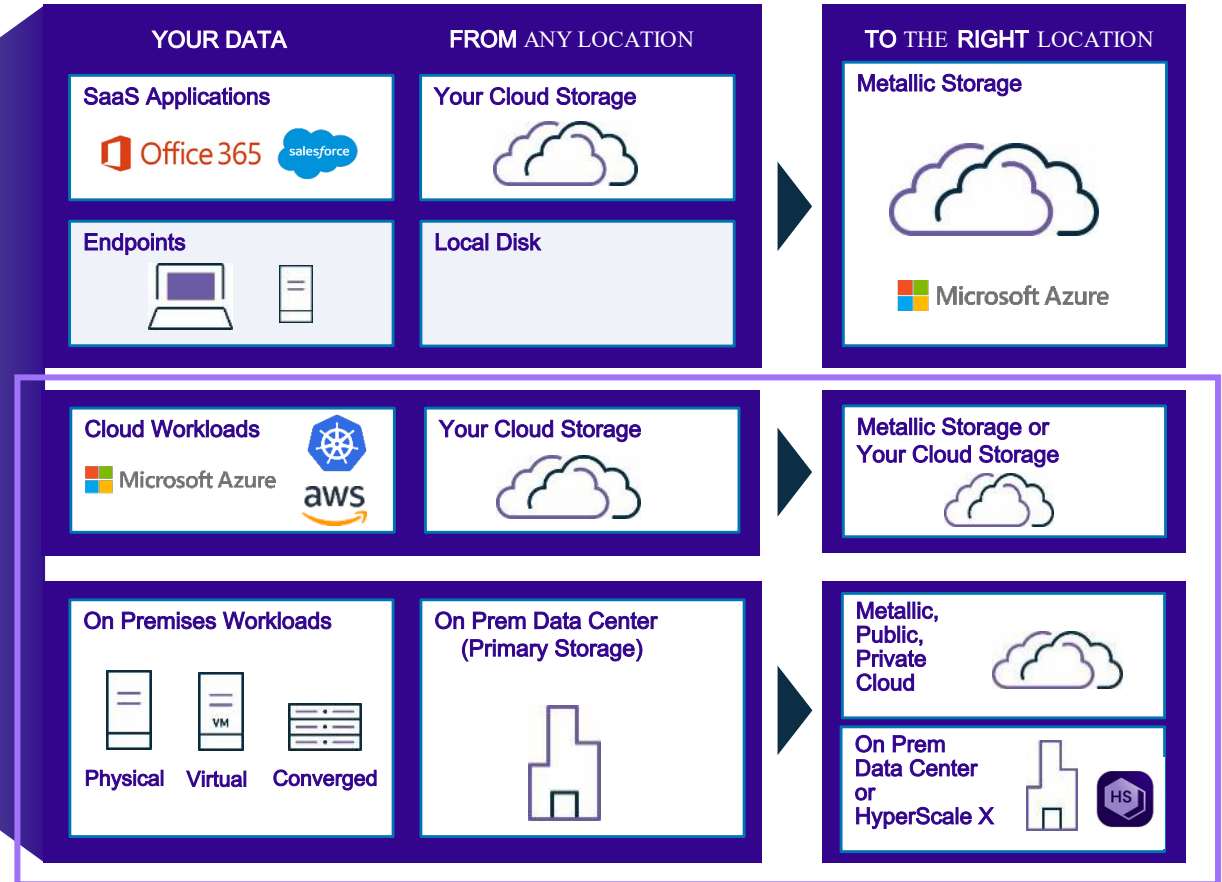 YOUR DATA
FROM ANY LOCATION
TO THE RIGHT LOCATION
SaaS Applications
Office 365
salesforce
Your Cloud Storage
Metallic Storage
Microsoft Azure
Endpoints
Local Disk
Cloud Workloads
Microsoft Azure
aws
Your Cloud Storage
Metallic Storage or
Your Cloud Storage
On Premises Workloads
VM
Physical
Virtual
Converged
On Prem Data Center
(Primary Storage)
Metallic,
Public,
Private
Cloud
On Prem
Data Center
or
HyperScale X
HS